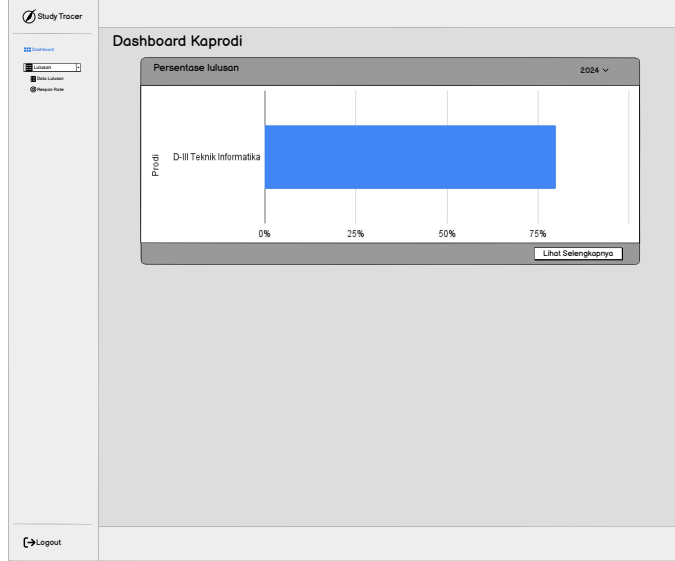 Study Tracer
Dashboard
Lulusan
Data Lulusan
Respon Rate
Logout
Dashboard Kaprodi
Persentase lulusan
2024
Prodi
D-III Teknik Informatika
0%
25%
50%
75%
Lihat Selengkapnya